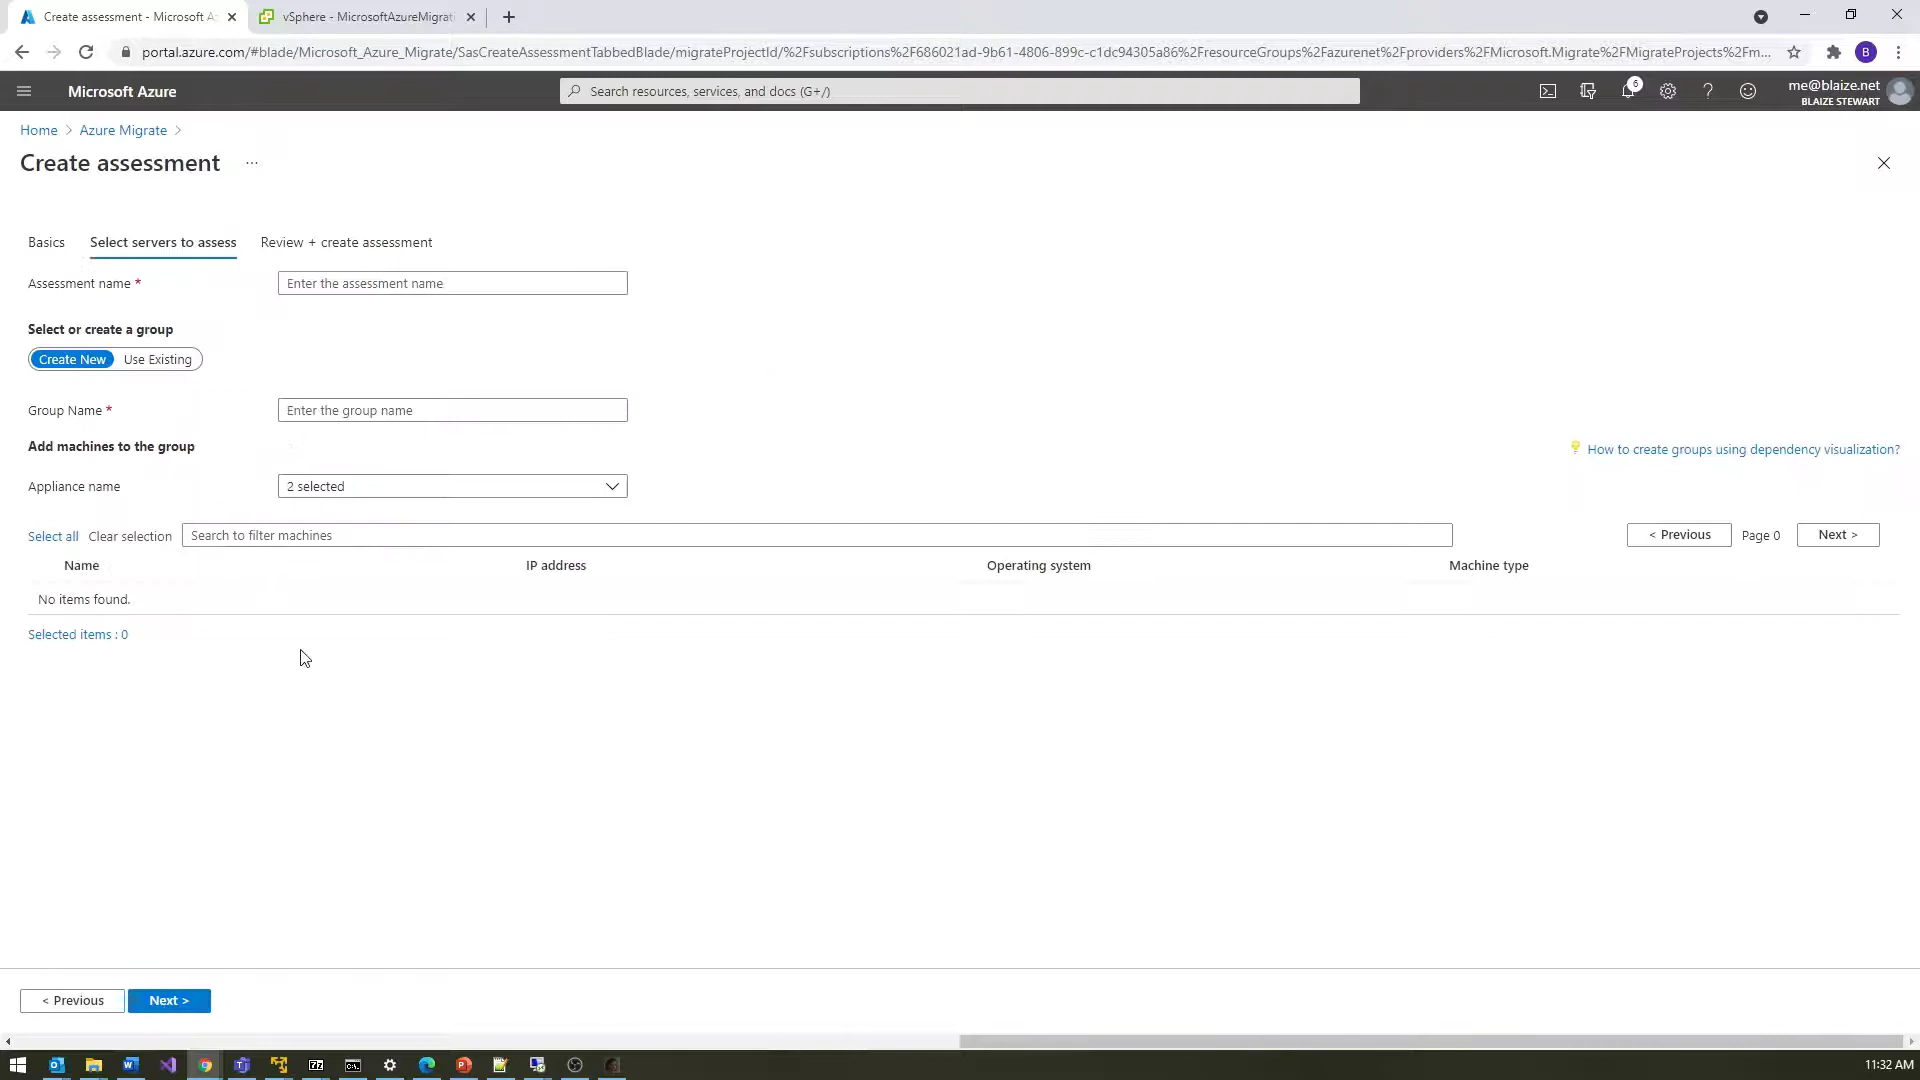 Create assessment - Microsoft A
vSphere - MicrosoftAzureMigrati
portal.azure.com/#blade/Microsoft_Azure_Migrate/SasCreateAssessmentTabbedBlade/migrateProjectId/%2Fsubscriptions%2F686021ad-9b61-4806-899c-c1dc94305a86%2FresourceGroups%2Fazurenet%2Fproviders%2FMicrosoft.Migrate%2FMigrateProjects%2Fm...
B
Microsoft Azure
Search resources, services, and docs (G+/)
6
me@blaize.net
BLAIZE STEWART
Home > Azure Migrate >
Create assessment ...
Basics
Select servers to assess
Review + create assessment
Assessment name *
Enter the assessment name
Select or create a group
Create New
Use Existing
Group Name *
Enter the group name
Add machines to the group
How to create groups using dependency visualization?
Appliance name
2 selected
Select all
Clear selection
Search to filter machines
< Previous
Page 0
Next >
Name
IP address
Operating system
Machine type
No items found.
Selected items : 0
< Previous
Next >
11:32 AM